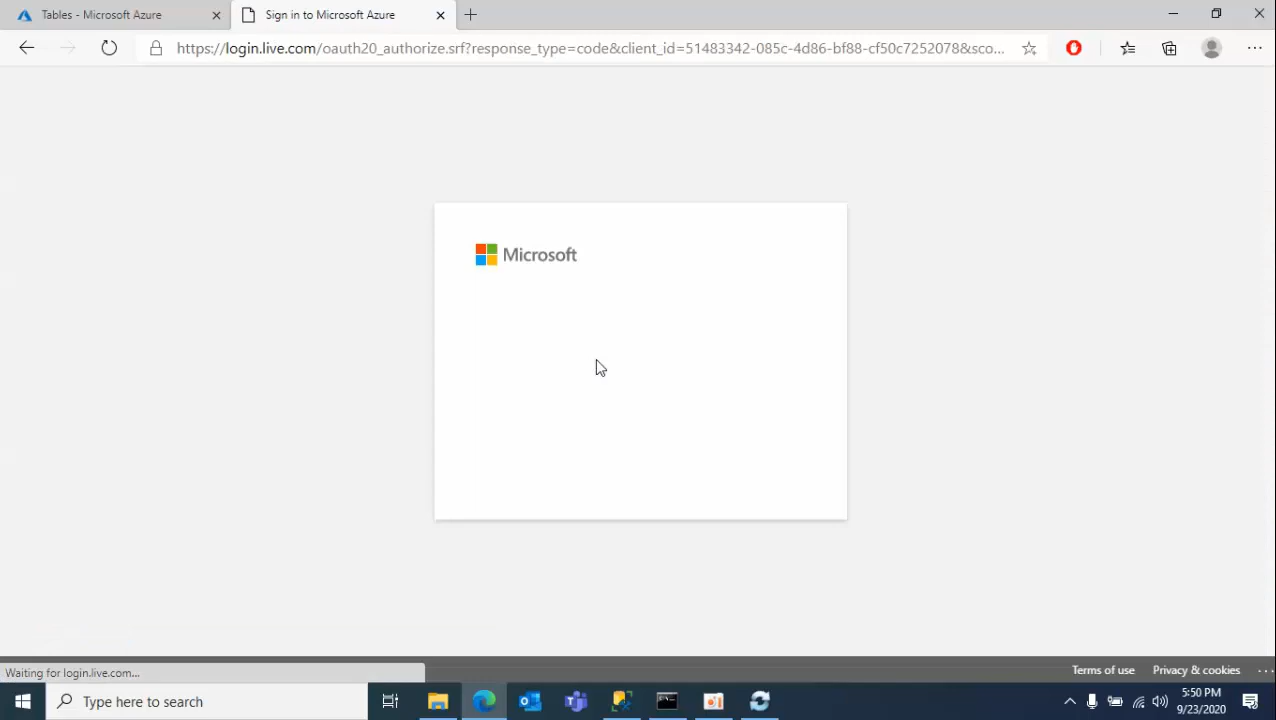 Tables - Microsoft Azure
Sign in to Microsoft Azure
https://login.live.com/oauth20_authorize.srf?response_type=code&client_id=51483342-085c-4d86-bf88-cf50c7252078&sco...
Microsoft
Waiting for login.live.com...
Terms of use
Privacy & cookies
Type here to search
5:50 PM
9/23/2020